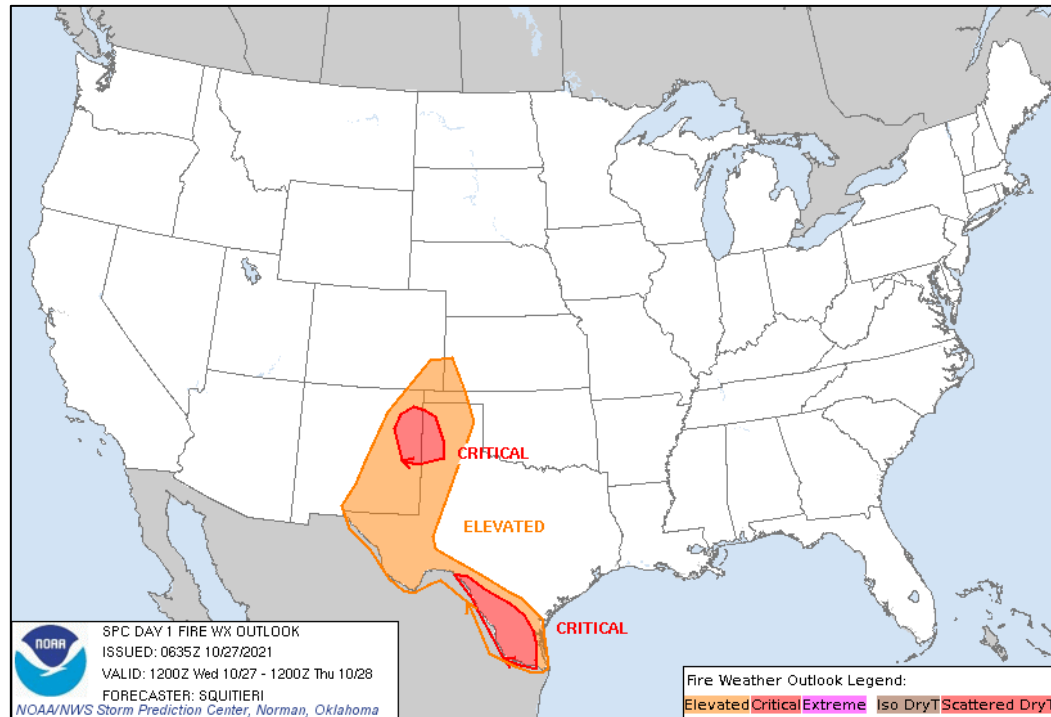 CRITICAL
ELEVATED
CRITICAL
NOAA
SPC DAY 1 FIRE WX OUTLOOK
ISSUED: 0635Z 10/27/2021
VALID: 1200Z Wed 10/27 - 1200Z Thu 10/28
FORECASTER: SQUITIERI
NOAA/NWS Storm Prediction Center, Norman, Oklahoma
Fire Weather Outlook Legend:
Elevated Critical Extreme Iso DryT Scattered DryT